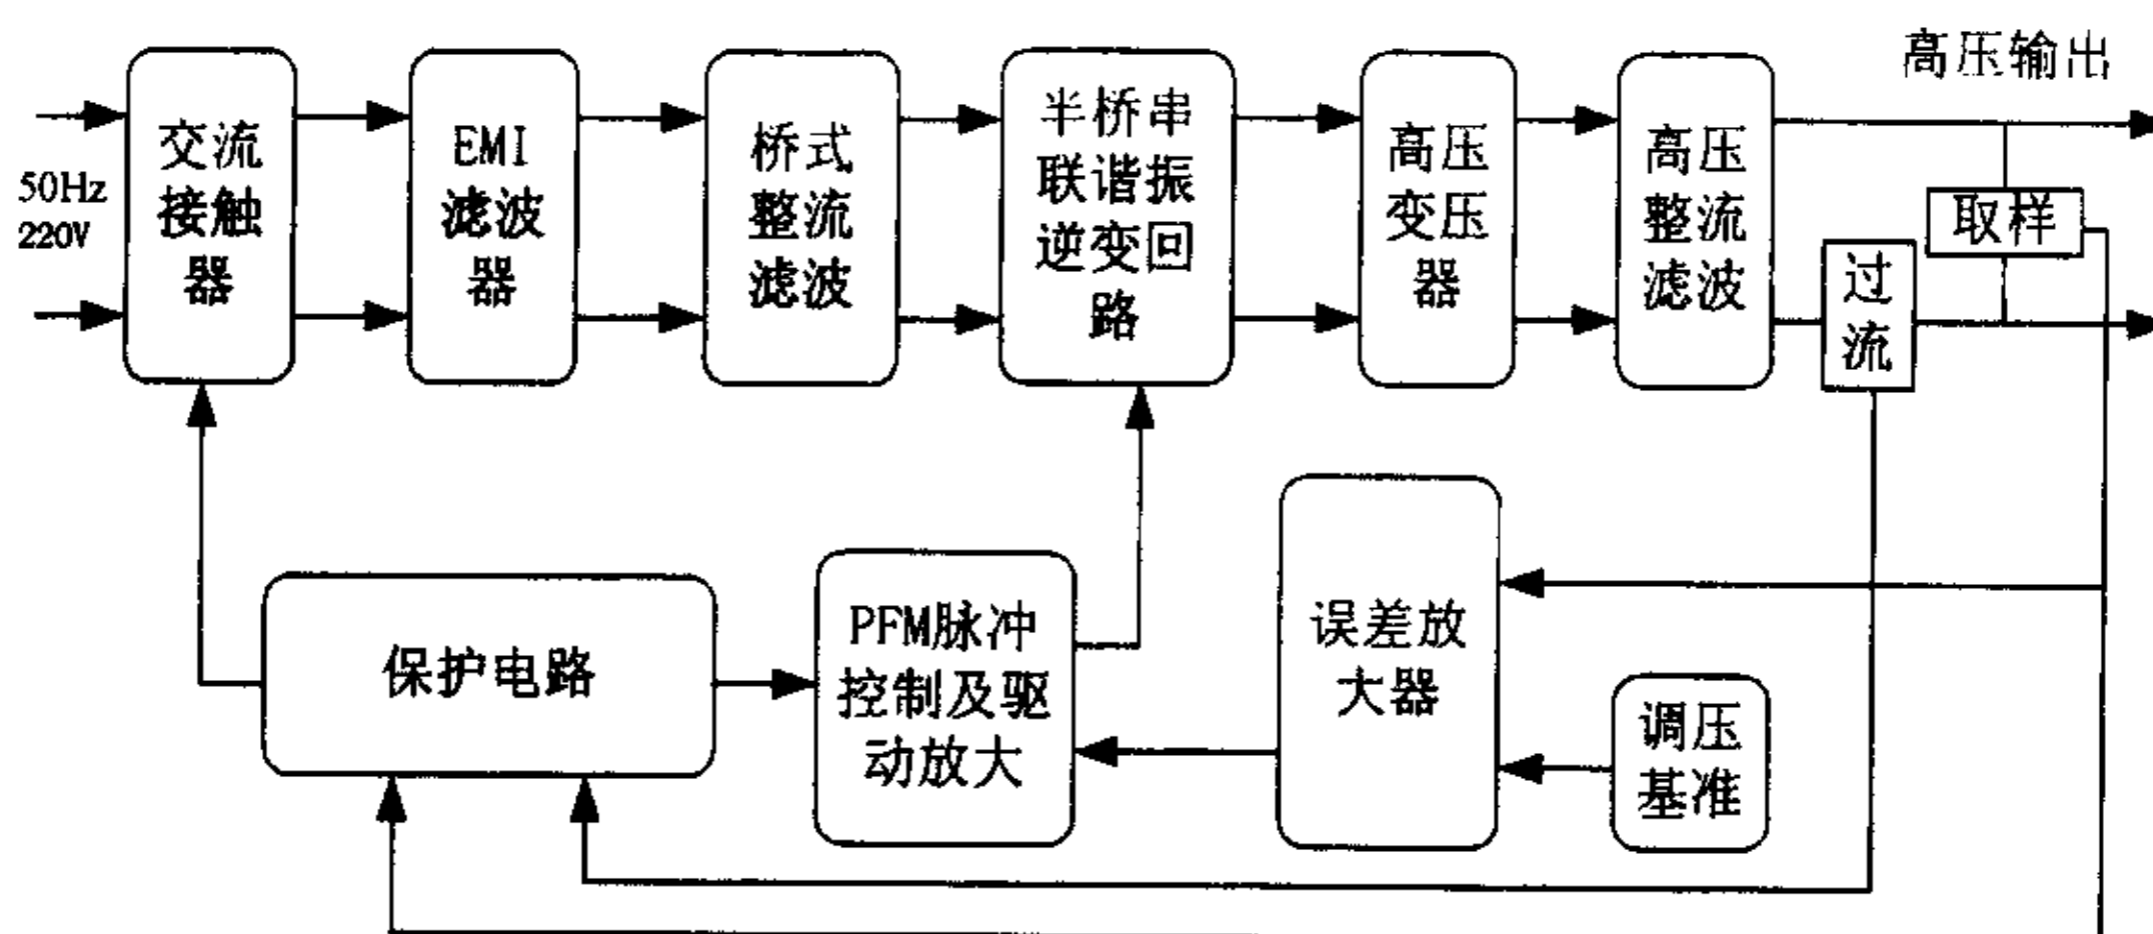 高压输出
50Hz
220V
交流
接触
器
EMI
滤波
器
桥式
整流
滤波
半桥串
联谐振
逆变回
路
高压
变压
器
高压
整流
滤波
取样
过
流
保护电路
PFM脉冲
控制及驱
动放大
误差放
大器
调压
基准